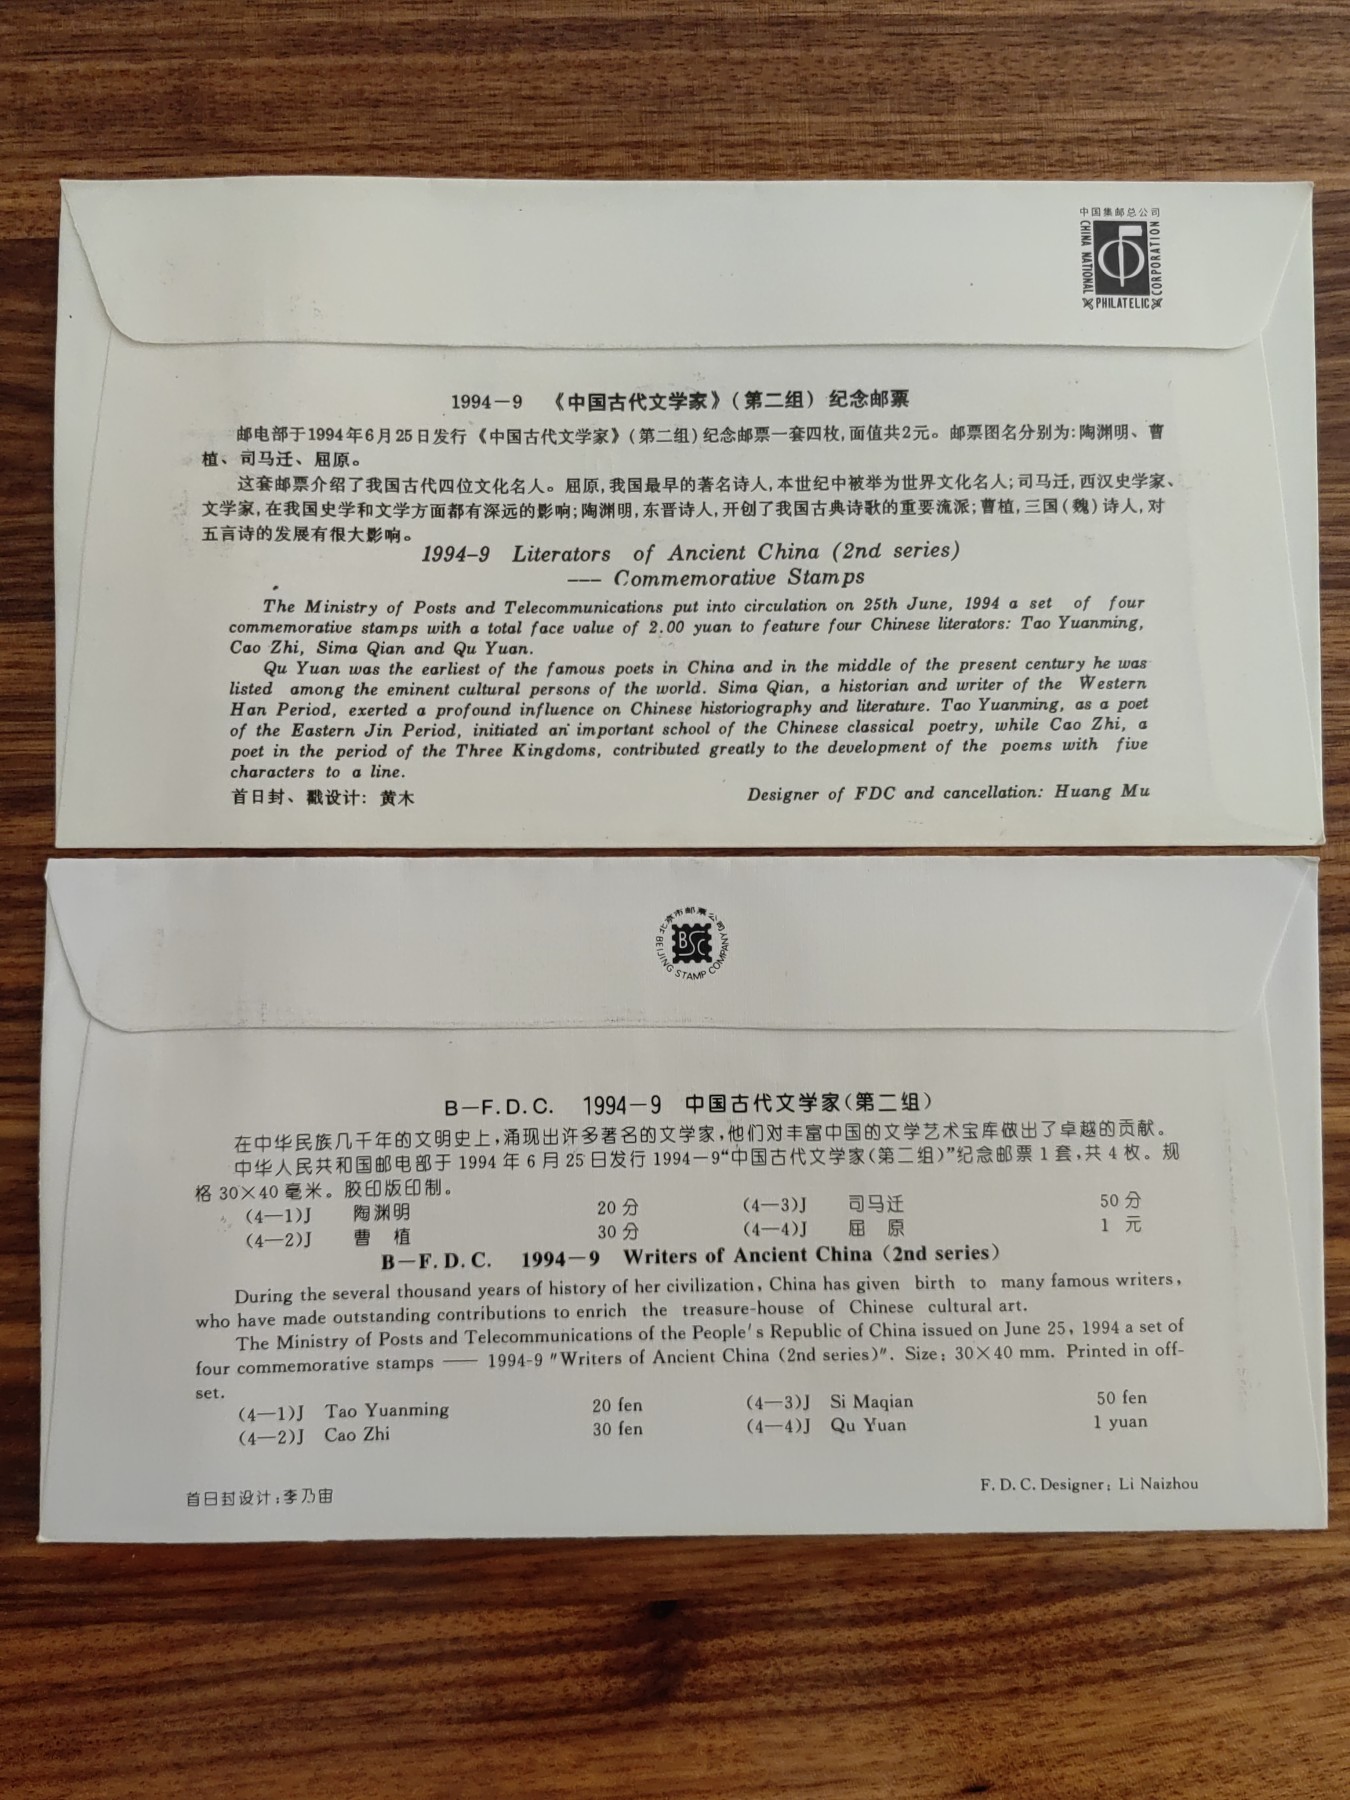 中国集邮总公司
CHINA NATIONAL
PHILATELIC
CORPORATION
1994－9 《中国古代文学家》(第二组) 纪念邮票
邮电部于1994年6月25日发行《中国古代文学家》(第二组)纪念邮票一套四枚,面值共2元。邮票图名分别为:陶渊明、曹
植、司马迁、屈原。
这套邮票介绍了我国古代四位文化名人。屈原,我国最早的著名诗人,本世纪中被举为世界文化名人;司马迁,西汉史学家、
文学家,在我国史学和文学方面都有深远的影响;陶渊明,东晋诗人,开创了我国古典诗歌的重要流派;曹植,三国(魏)诗人,对
五言诗的发展有很大影响。
1994-9 Literators of Ancient China (2nd series)
--- Commemorative Stamps
The Ministry of Posts and Telecommunications put into circulation on 25th June, 1994 a set of four
commemorative stamps with a total face value of 2.00 yuan to feature four Chinese literators: Tao Yuanming,
Cao Zhi, Sima Qian and Qu Yuan.
Qu Yuan was the earliest of the famous poets in China and in the middle of the present century he was
listed among the eminent cultural persons of the world. Sima Qian, a historian and writer of the Western
Han Period, exerted a profound influence on Chinese historiography and literature. Tao Yuanming, as a poet
of the Eastern Jin Period, initiated an important school of the Chinese classical poetry, while Cao Zhi, a
poet in the period of the Three Kingdoms, contributed greatly to the development of the poems with five
characters to a line.
首日封、戳设计: 黄木 Designer of FDC and cancellation: Huang Mu
北京市邮票公司
BSC
BEIJING STAMP COMPANY
B—F.D.C. 1994—9 中国古代文学家(第二组)
在中华民族几千年的文明史上,涌现出许多著名的文学家,他们对丰富中国的文学艺术宝库做出了卓越的贡献。
中华人民共和国邮电部于 1994 年 6 月 25 日发行 1994—9“中国古代文学家(第二组)”纪念邮票 1 套,共 4 枚。规
格 30×40 毫米。胶印版印制。
(4—1)J 陶渊明 20 分 (4—3)J 司马迁 50 分
(4—2)J 曹 植 30 分 (4—4)J 屈 原 1 元
B—F.D.C. 1994—9 Writers of Ancient China (2nd series)
During the several thousand years of history of her civilization, China has given birth to many famous writers,
who have made outstanding contributions to enrich the treasure-house of Chinese cultural art.
The Ministry of Posts and Telecommunications of the People's Republic of China issued on June 25, 1994 a set of
four commemorative stamps —— 1994-9 "Writers of Ancient China (2nd series)". Size: 30×40 mm. Printed in off-
set.
(4—1)J Tao Yuanming 20 fen (4—3)J Si Maqian 50 fen
(4—2)J Cao Zhi 30 fen (4—4)J Qu Yuan 1 yuan
首日封设计:李乃宙 F.D.C.Designer: Li Naizhou